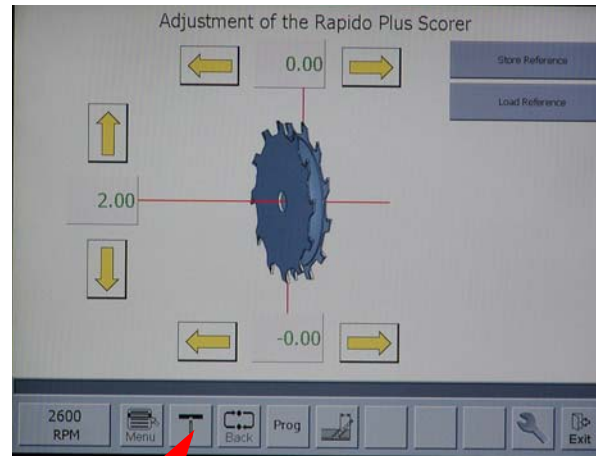 Adjustment of the Rapido Plus Scorer
0.00
Store Reference
Load Reference
2.00
-0.00
2600
RPM
Menu
Back
Prog
Exit